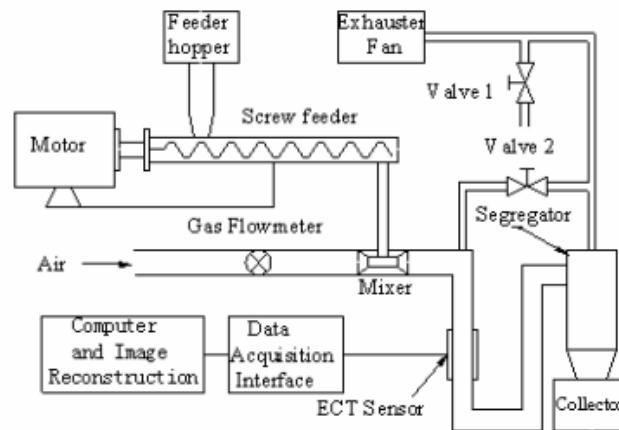 Feeder
hopper
Exhauster
Fan
Valve 1
Screw feeder
Motor
Valve 2
Segregator
Gas Flowmeter
Air
Mixer
Computer
and Image
Reconstruction
Data
Acquisition
Interface
ECT Sensor
Collector